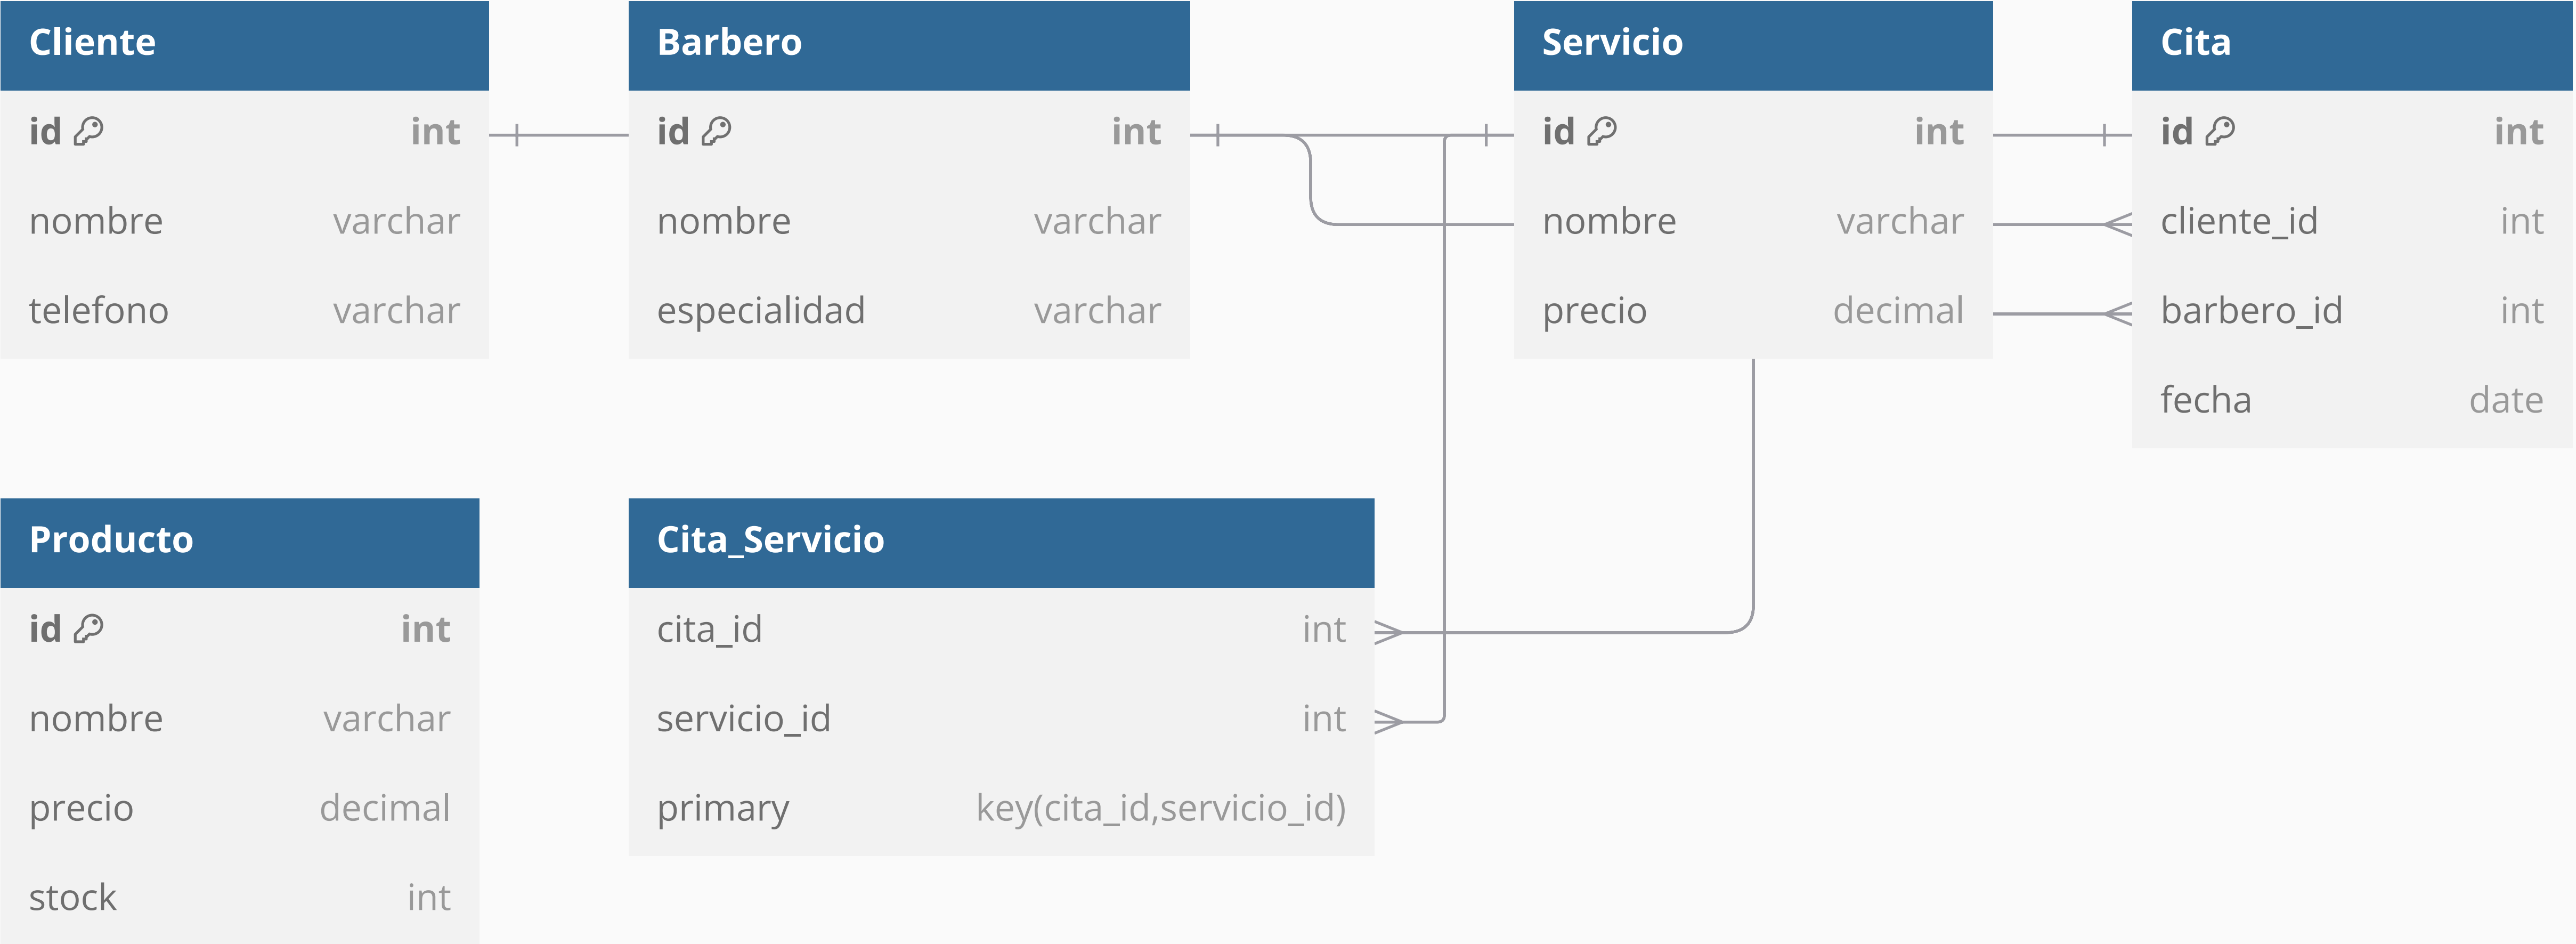 Cliente
id int
nombre varchar
telefono varchar
Barbero
id int
nombre varchar
especialidad varchar
Servicio
id int
nombre varchar
precio decimal
Cita
id int
cliente_id int
barbero_id int
fecha date
Producto
id int
nombre varchar
precio decimal
stock int
Cita_Servicio
cita_id int
servicio_id int
primary key(cita_id,servicio_id)